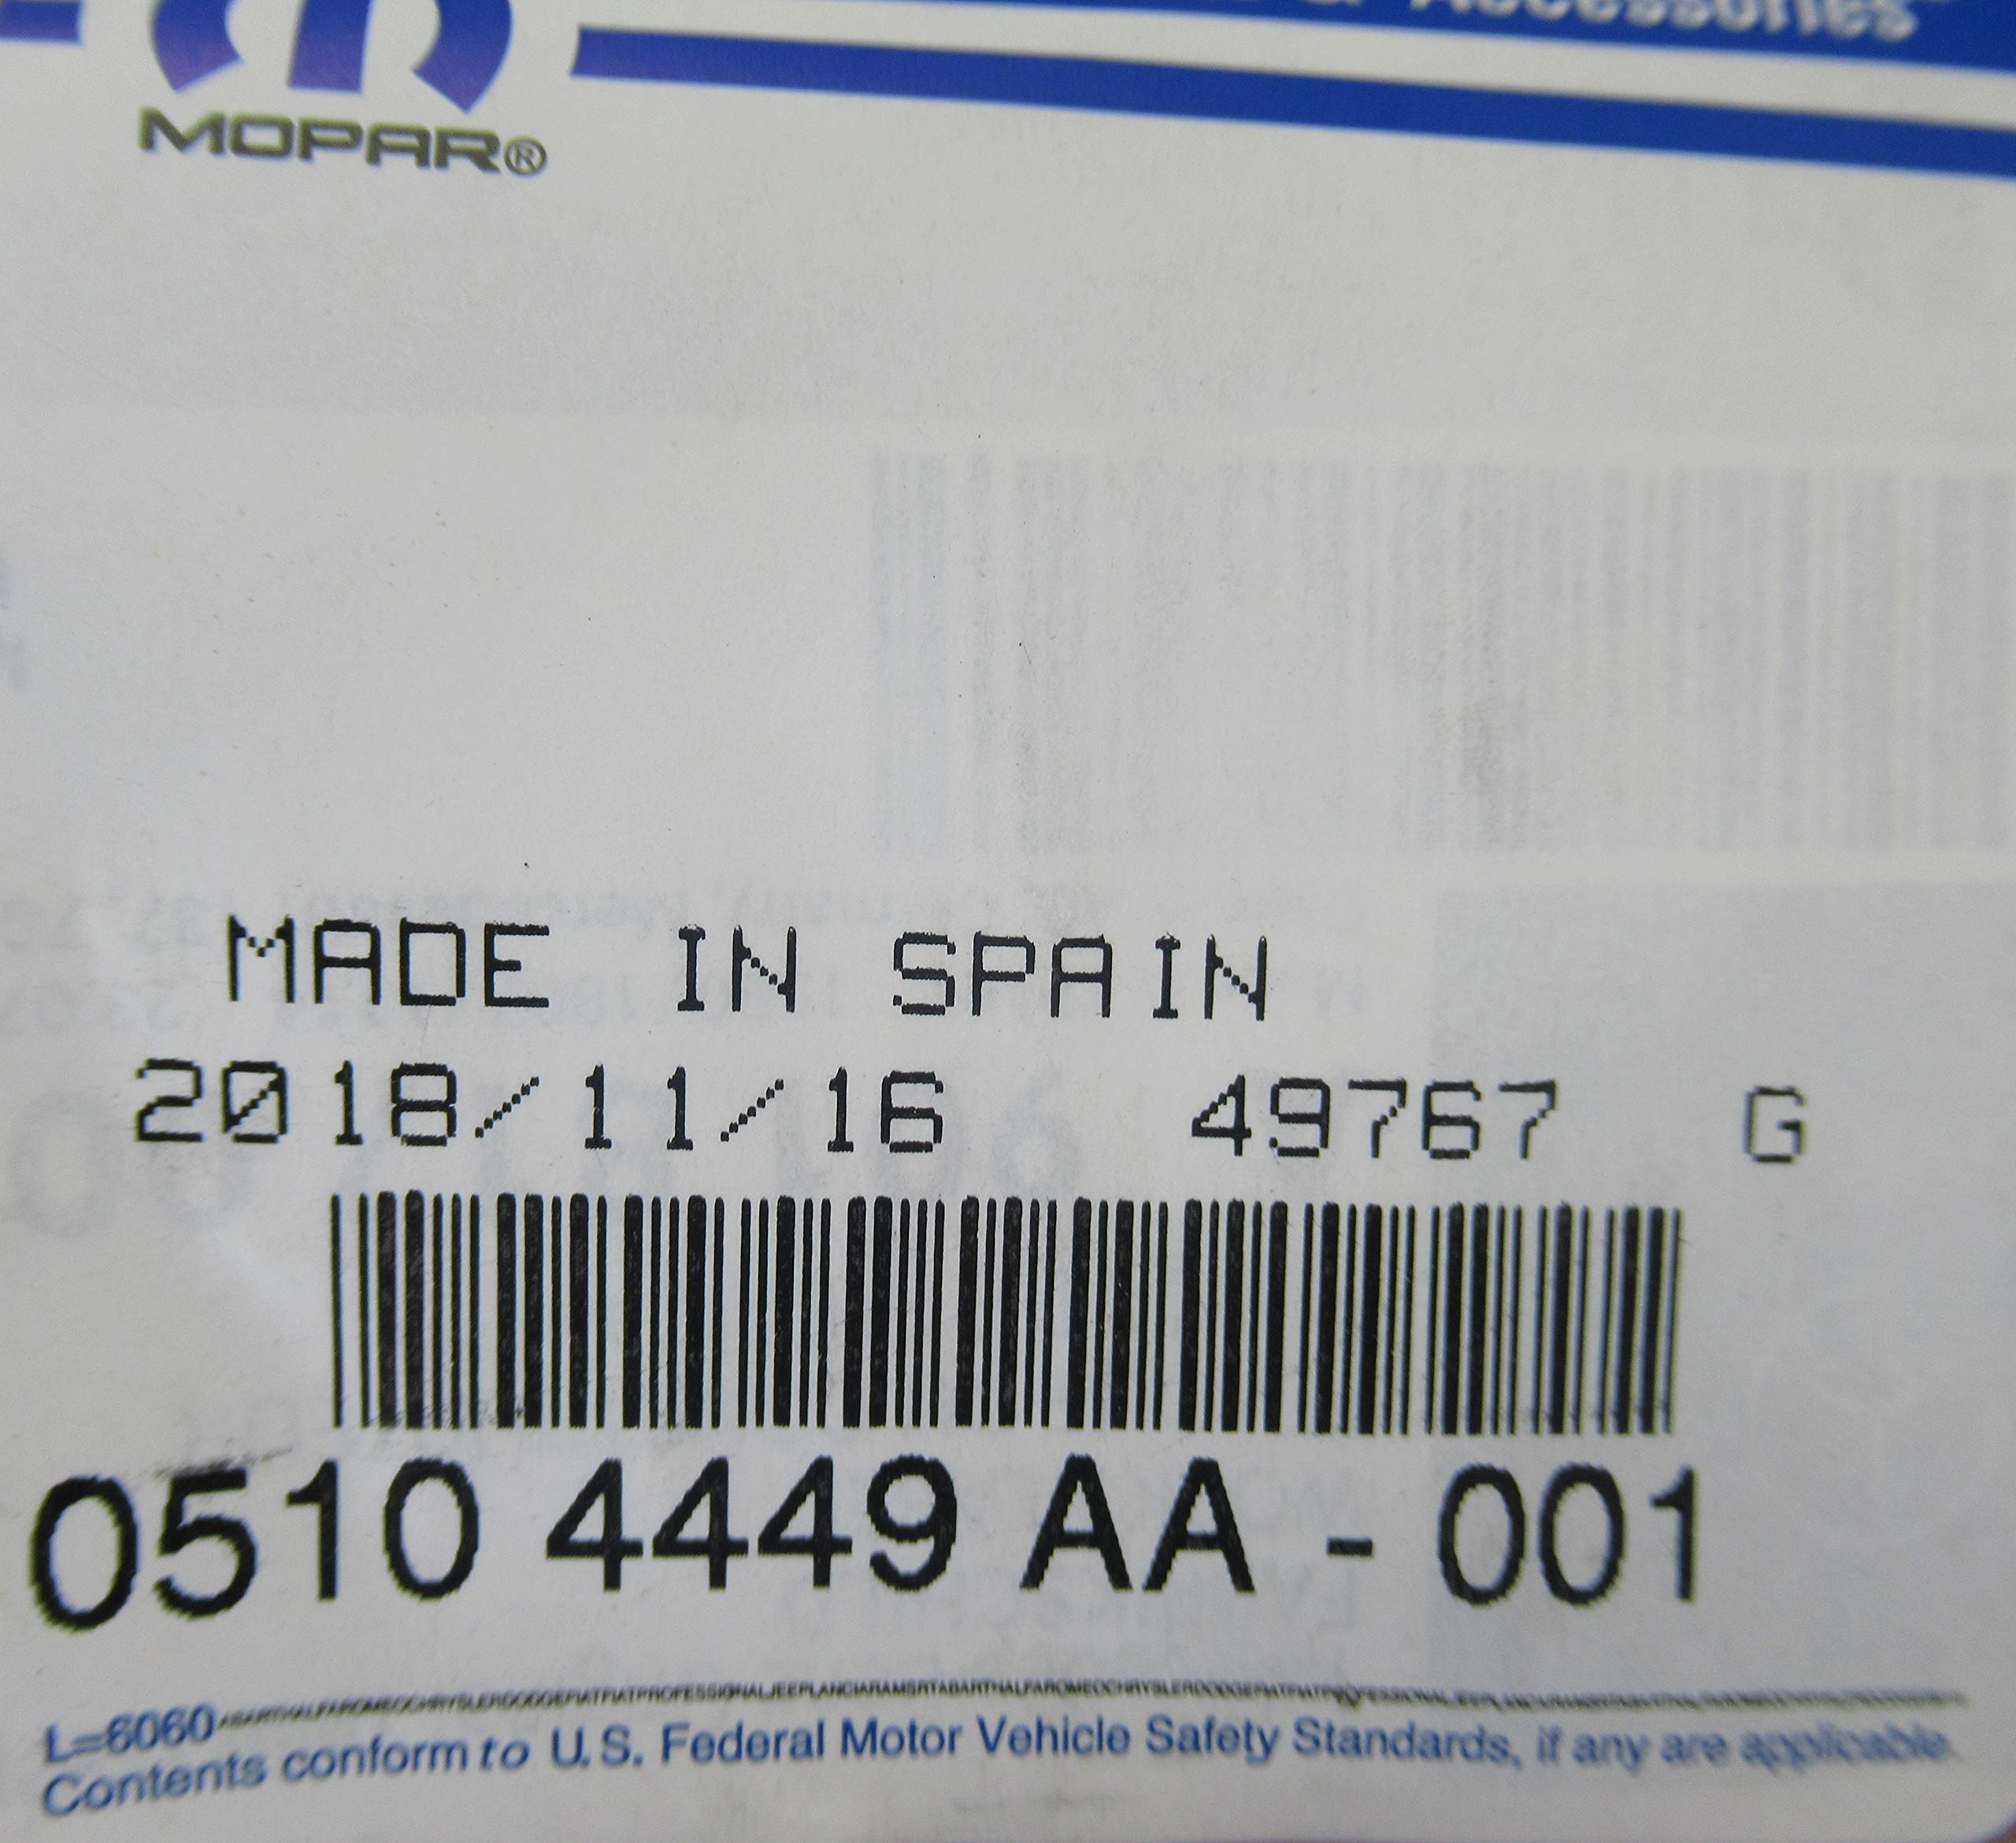 & Accessories
MOPAR®
MADE IN SPAIN
2018/11/16 49767 G
0510 4449 AA - 001
L=6060
Contents conform to U.S. Federal Motor Vehicle Safety Standards, if any are applicable.